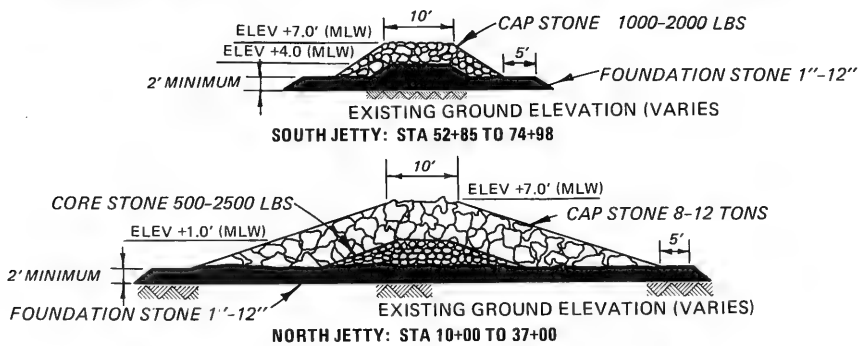 10'
ELEV +7.0' (MLW)
CAP STONE 1000-2000 LBS
ELEV +4.0 (MLW)
5'
2' MINIMUM
FOUNDATION STONE 1"-12"
EXISTING GROUND ELEVATION (VARIES
SOUTH JETTY: STA 52+85 TO 74+98
10'
CORE STONE 500-2500 LBS
ELEV +7.0' (MLW)
CAP STONE 8-12 TONS
ELEV +1.0' (MLW)
5'
2' MINIMUM
FOUNDATION STONE 1"-12"
EXISTING GROUND ELEVATION (VARIES)
NORTH JETTY: STA 10+00 TO 37+00